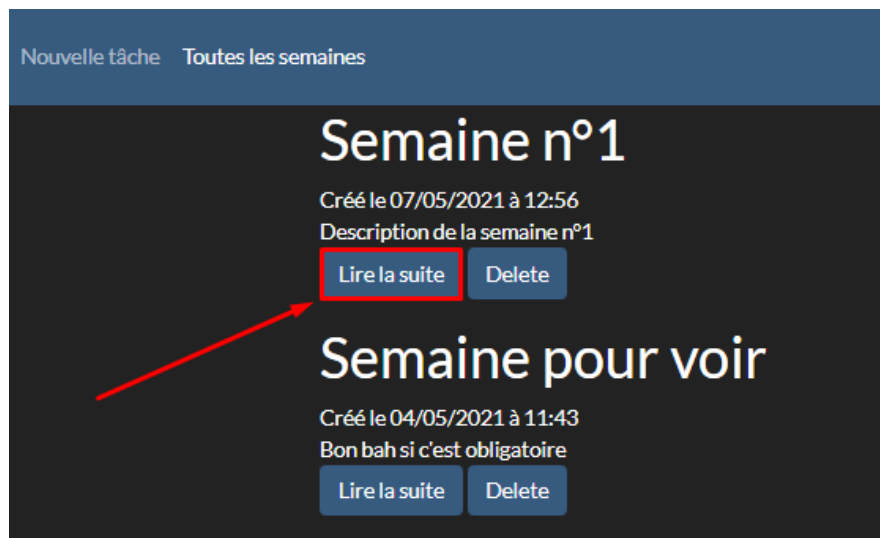 Nouvelle tâche Toutes les semaines
Semaine n°1
Créé le 07/05/2021 à 12:56
Description de la semaine n°1
Lire la suite Delete
Semaine pour voir
Créé le 04/05/2021 à 11:43
Bon bah si c'est obligatoire
Lire la suite Delete